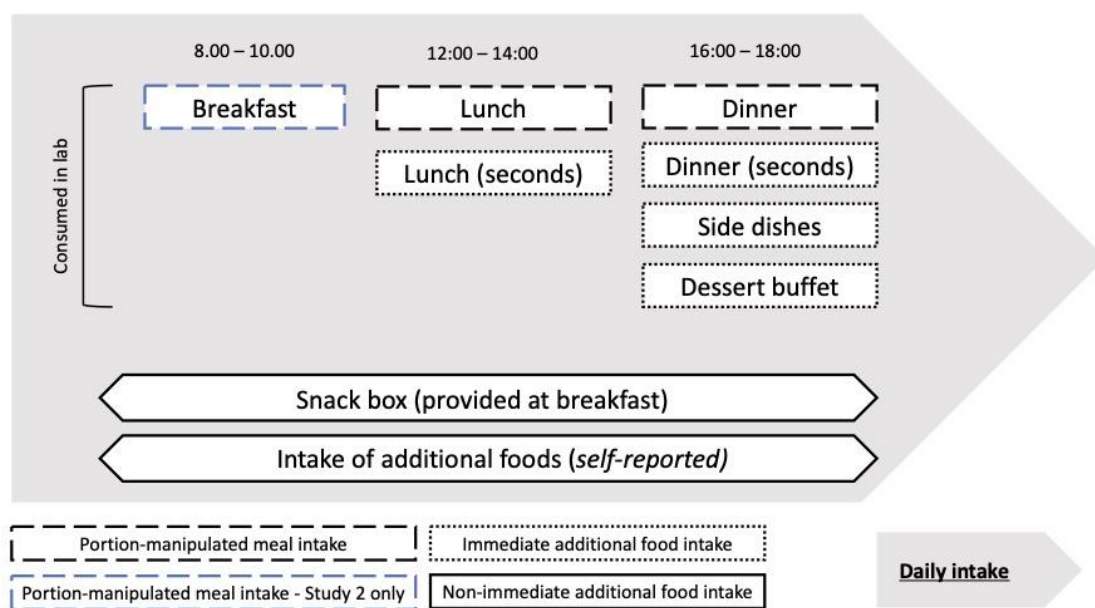 8.00 – 10.00
12:00 – 14:00
16:00 – 18:00
Consumed in lab
Breakfast
Lunch
Dinner
Lunch (seconds)
Dinner (seconds)
Side dishes
Dessert buffet
Snack box (provided at breakfast)
Intake of additional foods (self-reported)
Portion-manipulated meal intake
Immediate additional food intake
Portion-manipulated meal intake - Study 2 only
Non-immediate additional food intake
Daily intake